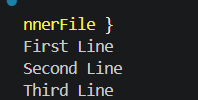 nnerFile }
First Line
Second Line
Third Line